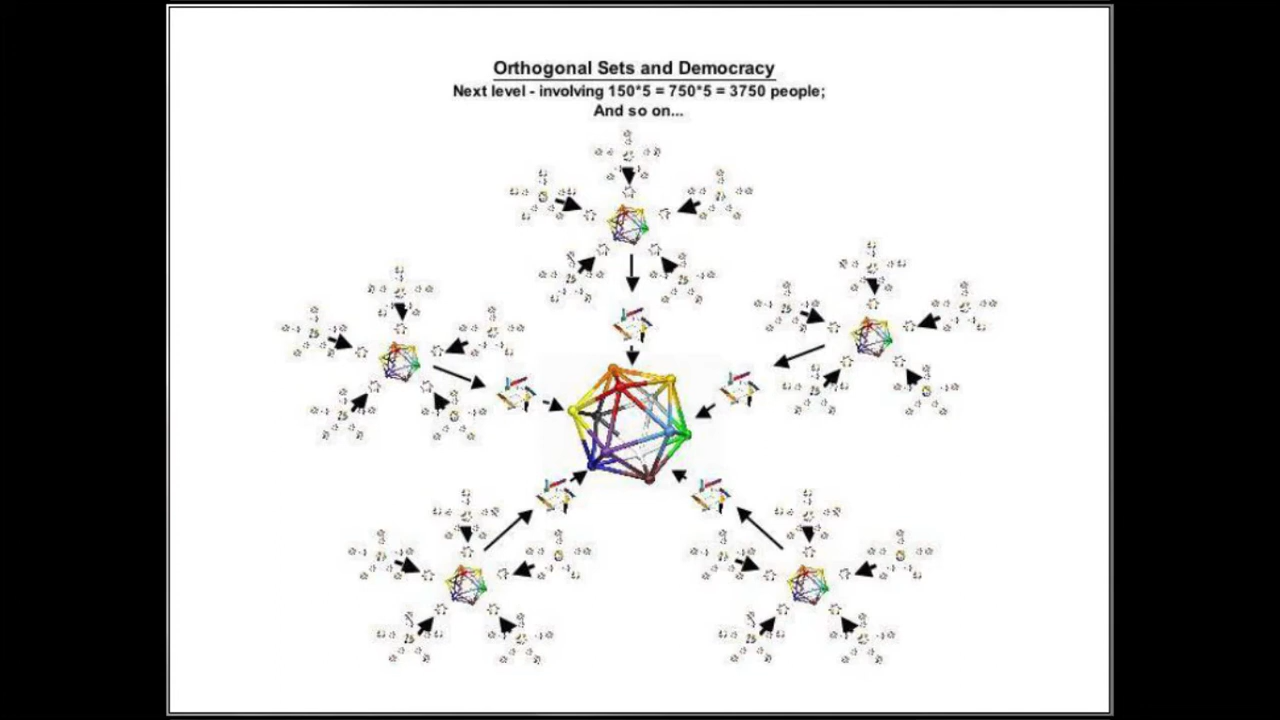 Orthogonal Sets and Democracy
Next level - involving 150*5 = 750*5 = 3750 people;
And so on...